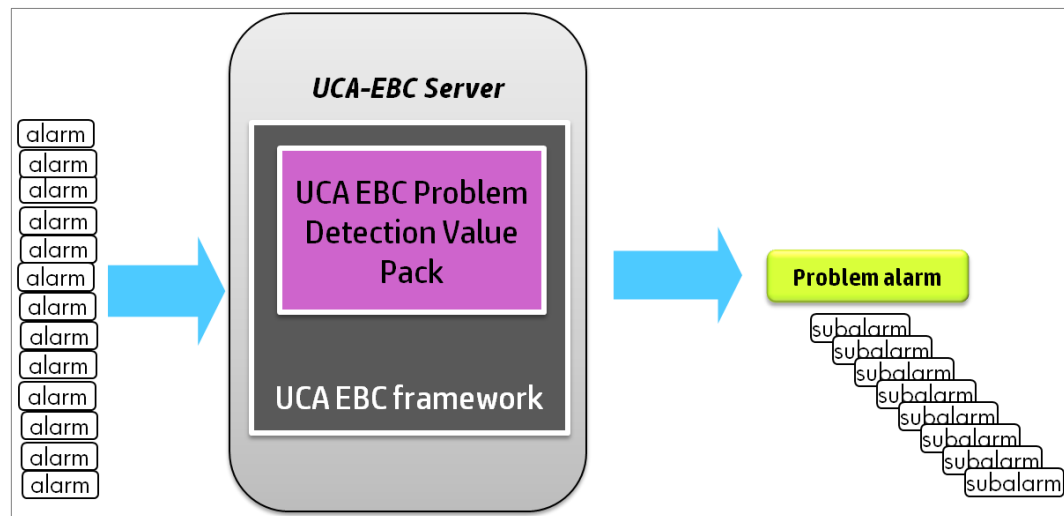 alarm
alarm
alarm
alarm
alarm
alarm
alarm
alarm
alarm
alarm
alarm
alarm
alarm
UCA-EBC Server
UCA EBC Problem
Detection Value
Pack
UCA EBC framework
Problem alarm
subalarm
subalarm
subalarm
subalarm
subalarm
subalarm
subalarm
subalarm